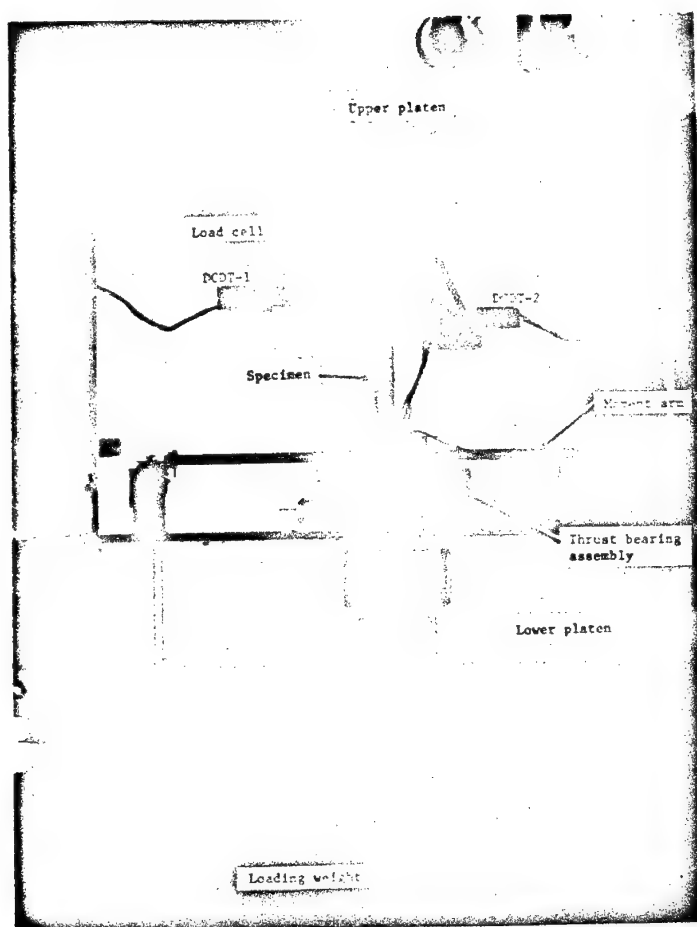 Upper platen
Load cell
DCDT-1
DCDT-2
Specimen
Moment arm
Thrust bearing
assembly
Lower platen
Loading weight